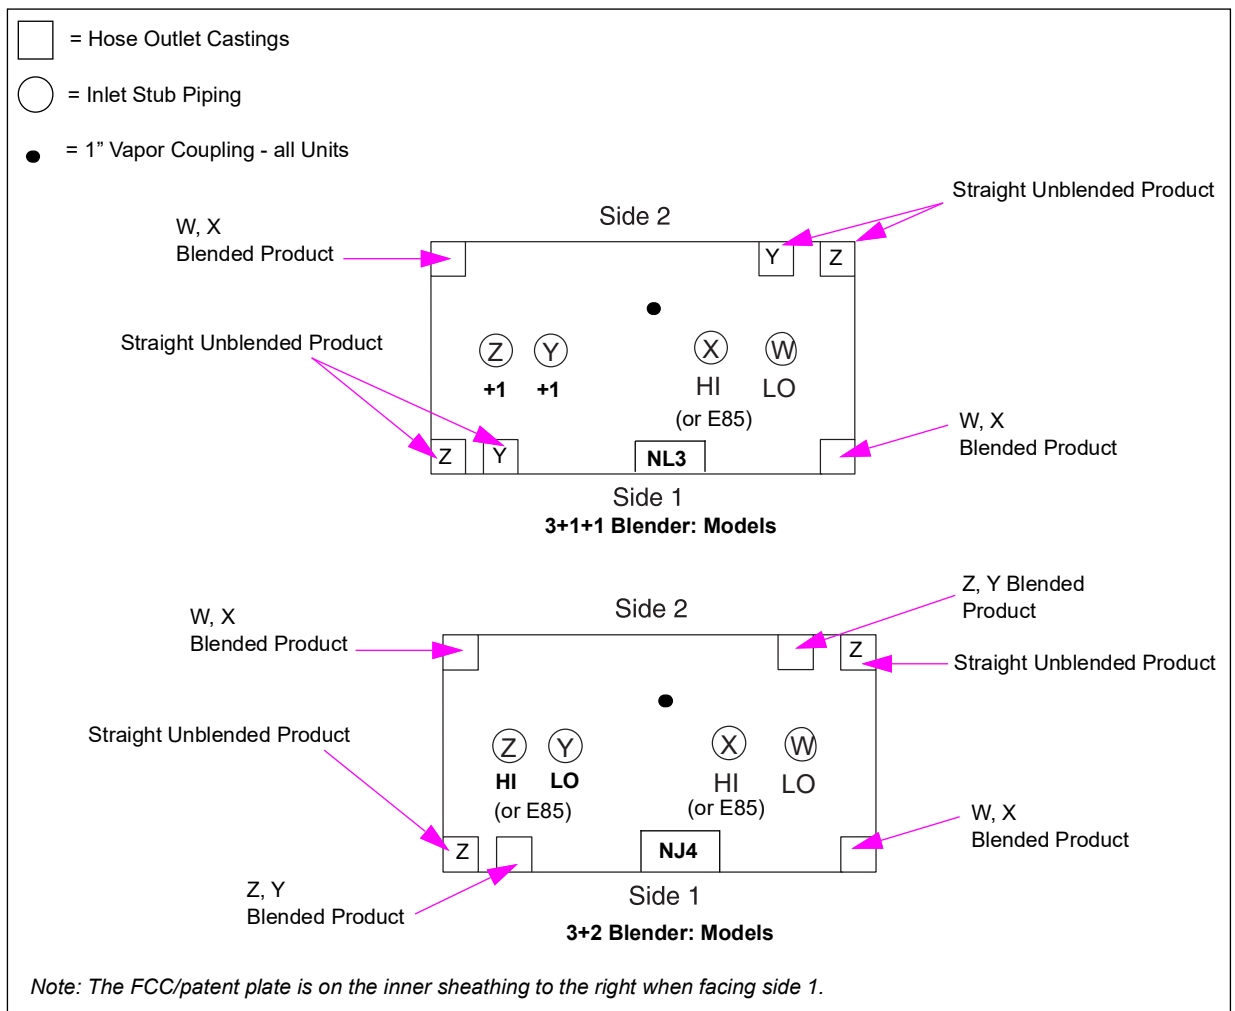 = Hose Outlet Castings
= Inlet Stub Piping
= 1” Vapor Coupling - all Units
Straight Unblended Product
Side 2
W, X
Blended Product
Y
Z
Straight Unblended Product
Z
Y
X
W
+1
+1
HI
LO
(or E85)
W, X
Blended Product
Z
Y
NL3
Side 1
3+1+1 Blender: Models
Z, Y Blended
Product
Side 2
W, X
Blended Product
Z
Straight Unblended Product
Straight Unblended Product
Z
Y
X
W
HI
LO
HI
LO
(or E85)
(or E85)
W, X
Blended Product
Z
NJ4
Z, Y
Blended Product
Side 1
3+2 Blender: Models
Note: The FCC/patent plate is on the inner sheathing to the right when facing side 1.